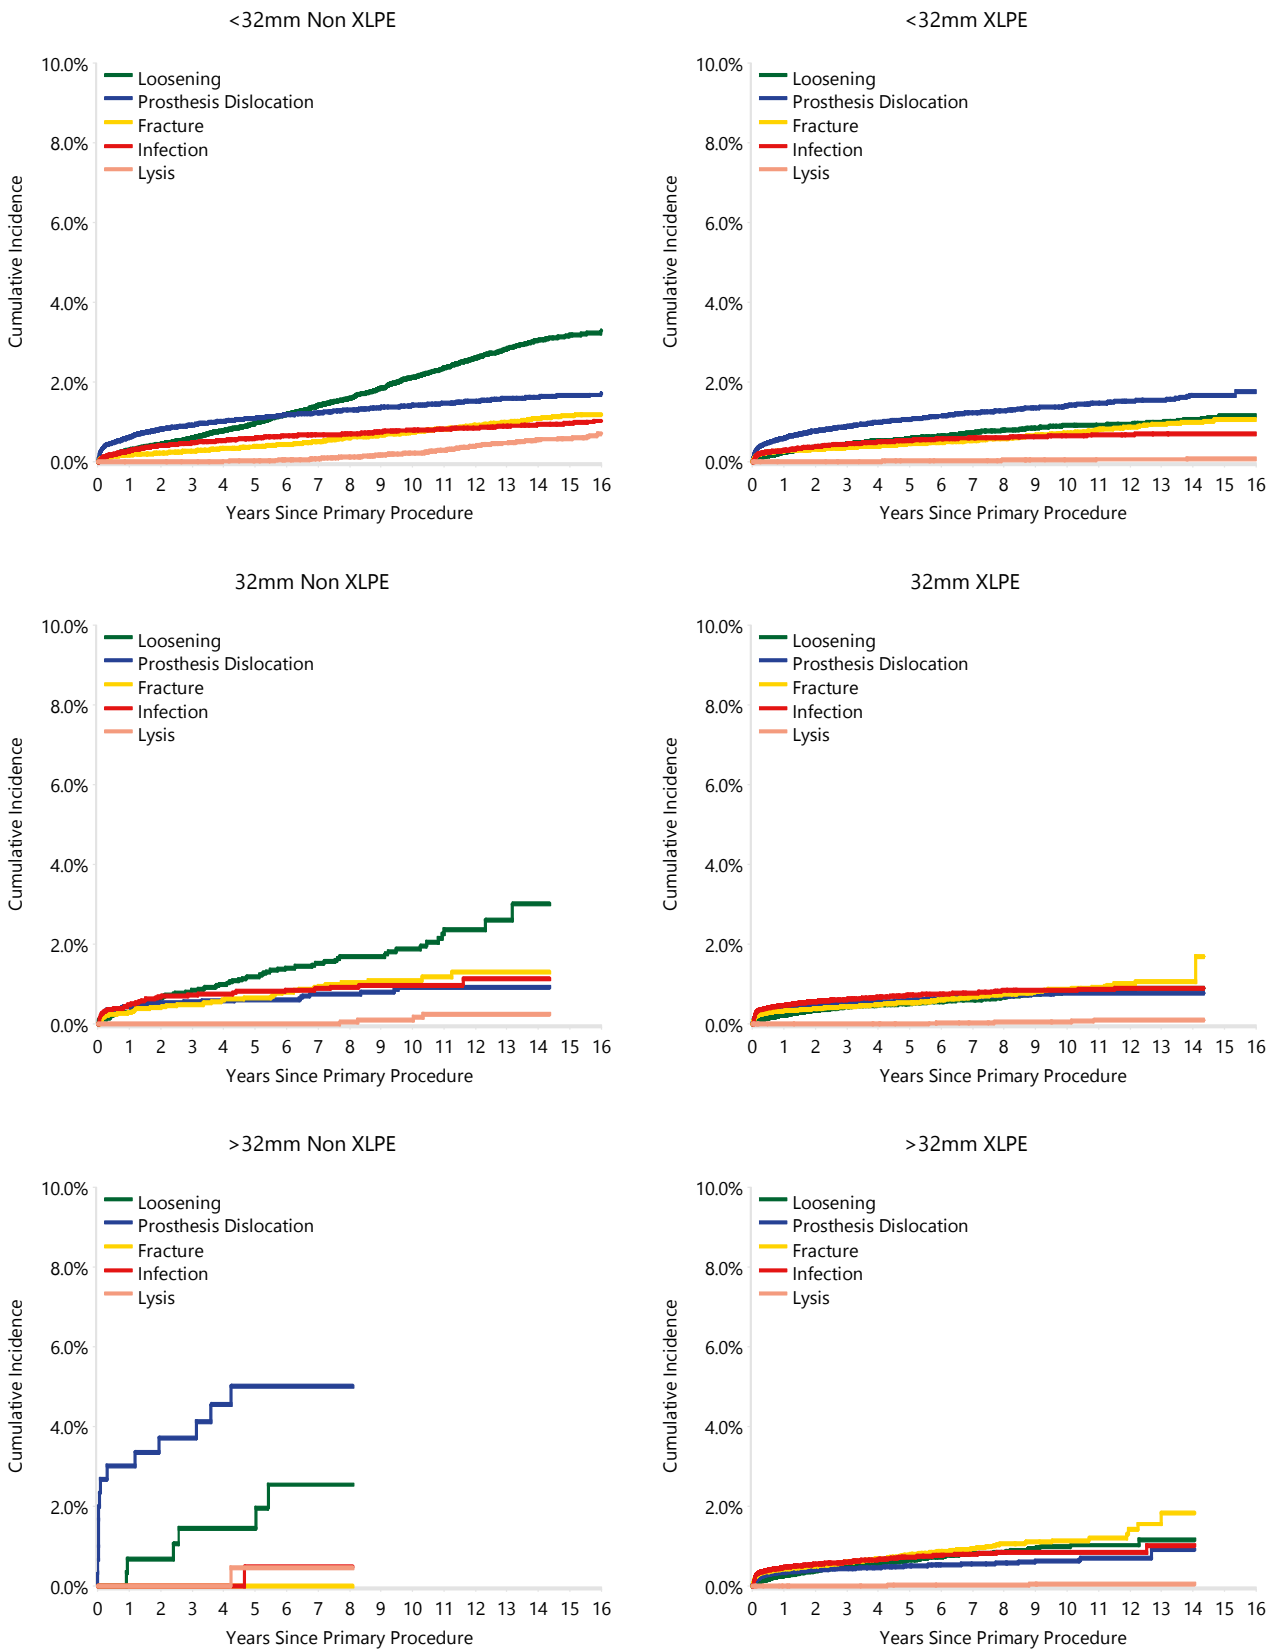 <32mm Non XLPE
10.0%
8.0%
6.0%
4.0%
2.0%
0.0%
Cumulative Incidence
Loosening
Prosthesis Dislocation
Fracture
Infection
Lysis
0 1 2 3 4 5 6 7 8 9 10 11 12 13 14 15 16
Years Since Primary Procedure
<32mm XLPE
10.0%
8.0%
6.0%
4.0%
2.0%
0.0%
Cumulative Incidence
Loosening
Prosthesis Dislocation
Fracture
Infection
Lysis
0 1 2 3 4 5 6 7 8 9 10 11 12 13 14 15 16
Years Since Primary Procedure
32mm Non XLPE
10.0%
8.0%
6.0%
4.0%
2.0%
0.0%
Cumulative Incidence
Loosening
Prosthesis Dislocation
Fracture
Infection
Lysis
0 1 2 3 4 5 6 7 8 9 10 11 12 13 14 15 16
Years Since Primary Procedure
32mm XLPE
10.0%
8.0%
6.0%
4.0%
2.0%
0.0%
Cumulative Incidence
Loosening
Prosthesis Dislocation
Fracture
Infection
Lysis
0 1 2 3 4 5 6 7 8 9 10 11 12 13 14 15 16
Years Since Primary Procedure
>32mm Non XLPE
10.0%
8.0%
6.0%
4.0%
2.0%
0.0%
Cumulative Incidence
Loosening
Prosthesis Dislocation
Fracture
Infection
Lysis
0 1 2 3 4 5 6 7 8 9 10 11 12 13 14 15 16
Years Since Primary Procedure
>32mm XLPE
10.0%
8.0%
6.0%
4.0%
2.0%
0.0%
Cumulative Incidence
Loosening
Prosthesis Dislocation
Fracture
Infection
Lysis
0 1 2 3 4 5 6 7 8 9 10 11 12 13 14 15 16
Years Since Primary Procedure